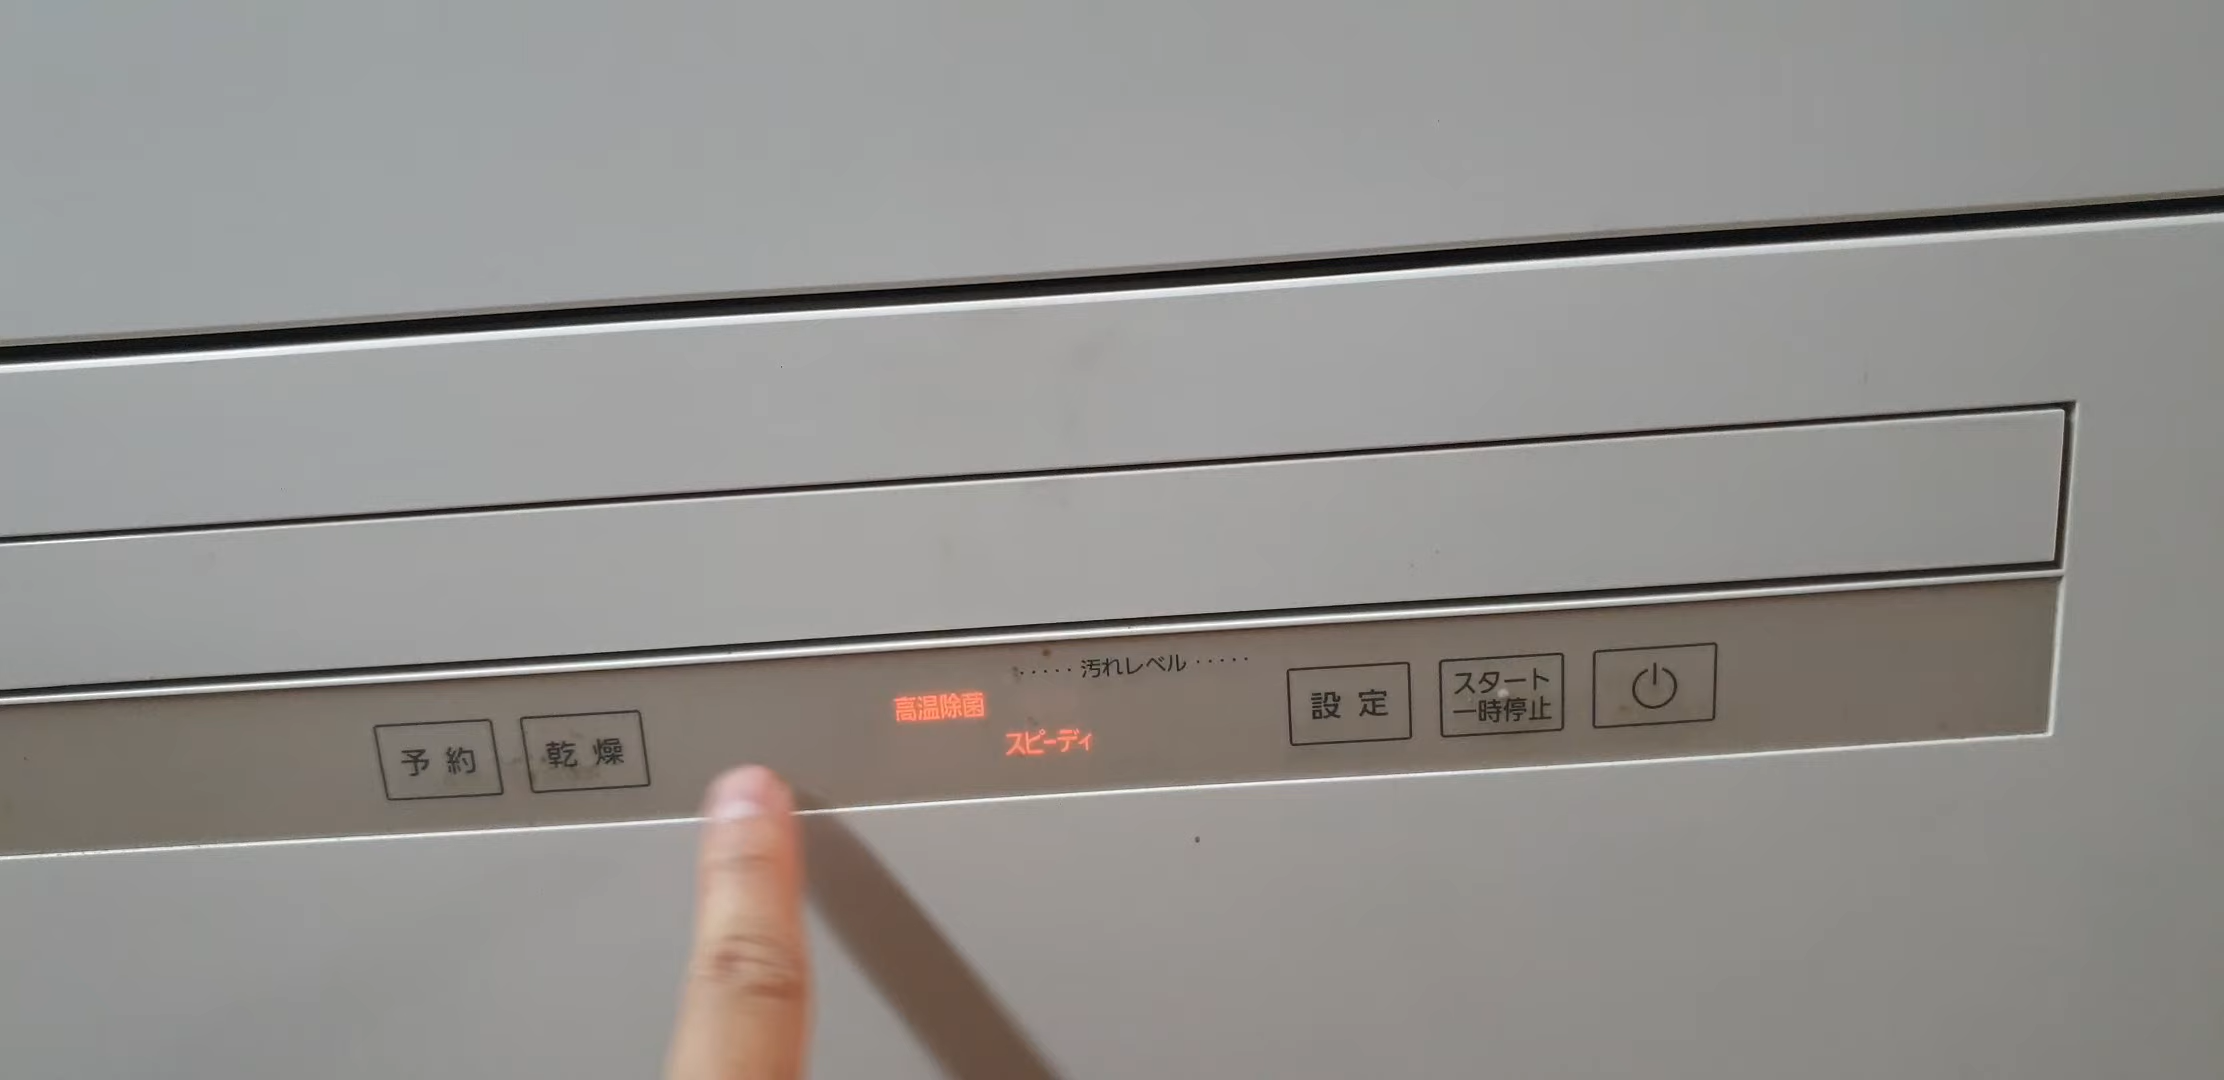 予約
乾燥
高温除菌
‥‥‥汚れレベル‥‥‥
スピーディ
設定
スタート
一時停止